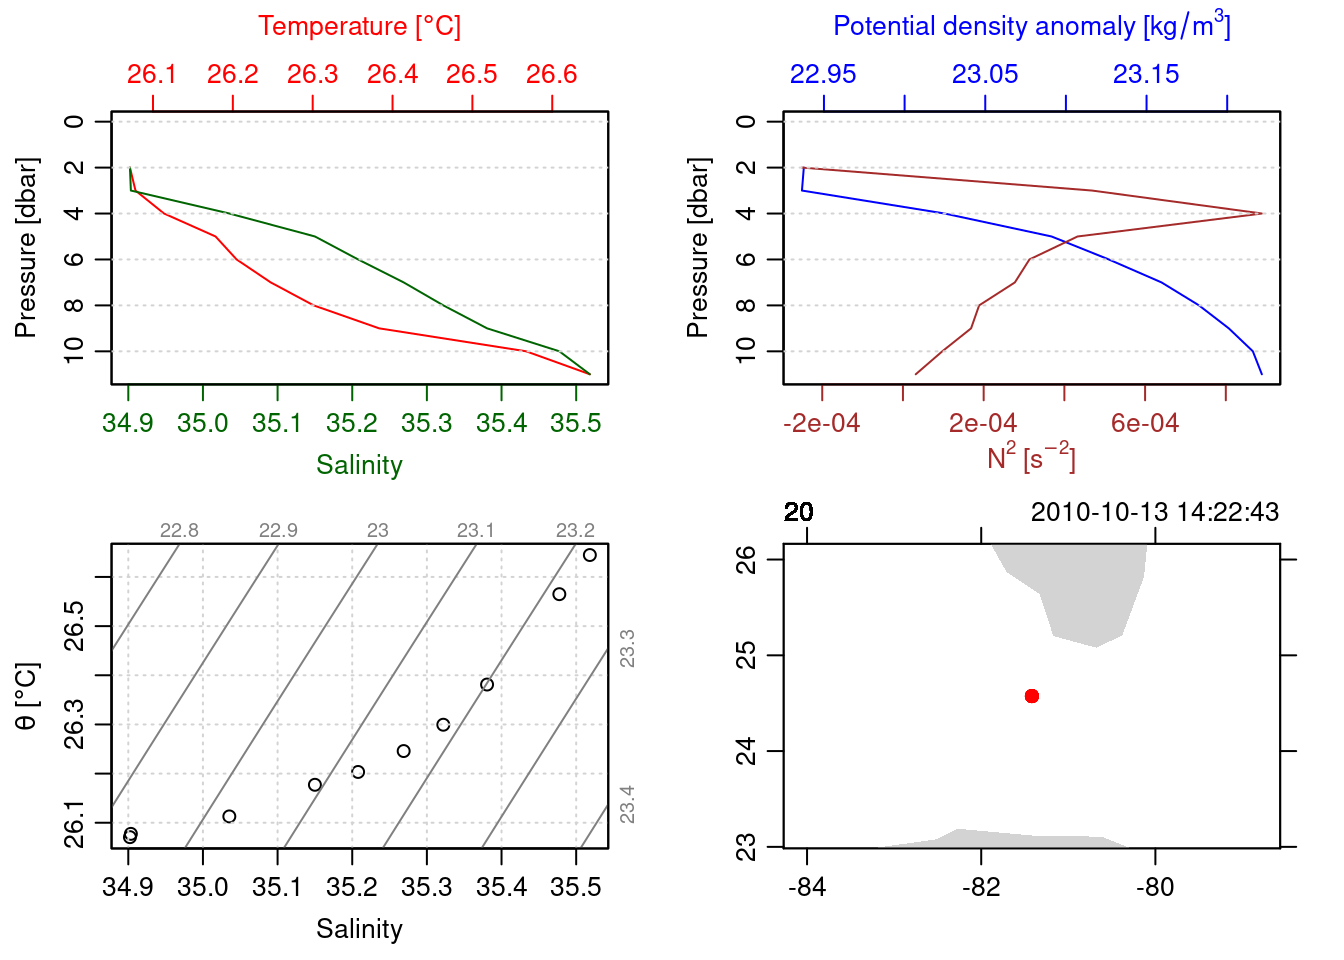 Temperature [°C]
26.1 26.2 26.3 26.4 26.5 26.6
Pressure [dbar]
0
2
4
6
8
10
34.9 35.0 35.1 35.2 35.3 35.4 35.5
Salinity
Potential density anomaly [kg/m³]
22.95 23.05 23.15
Pressure [dbar]
0
2
4
6
8
10
-2e-04 2e-04 6e-04
N² [s⁻²]
22.8 22.9 23 23.1 23.2
23.3
23.4
θ [°C]
26.5
26.3
26.1
34.9 35.0 35.1 35.2 35.3 35.4 35.5
Salinity
20 2010-10-13 14:22:43
26
25
24
23
-84 -82 -80